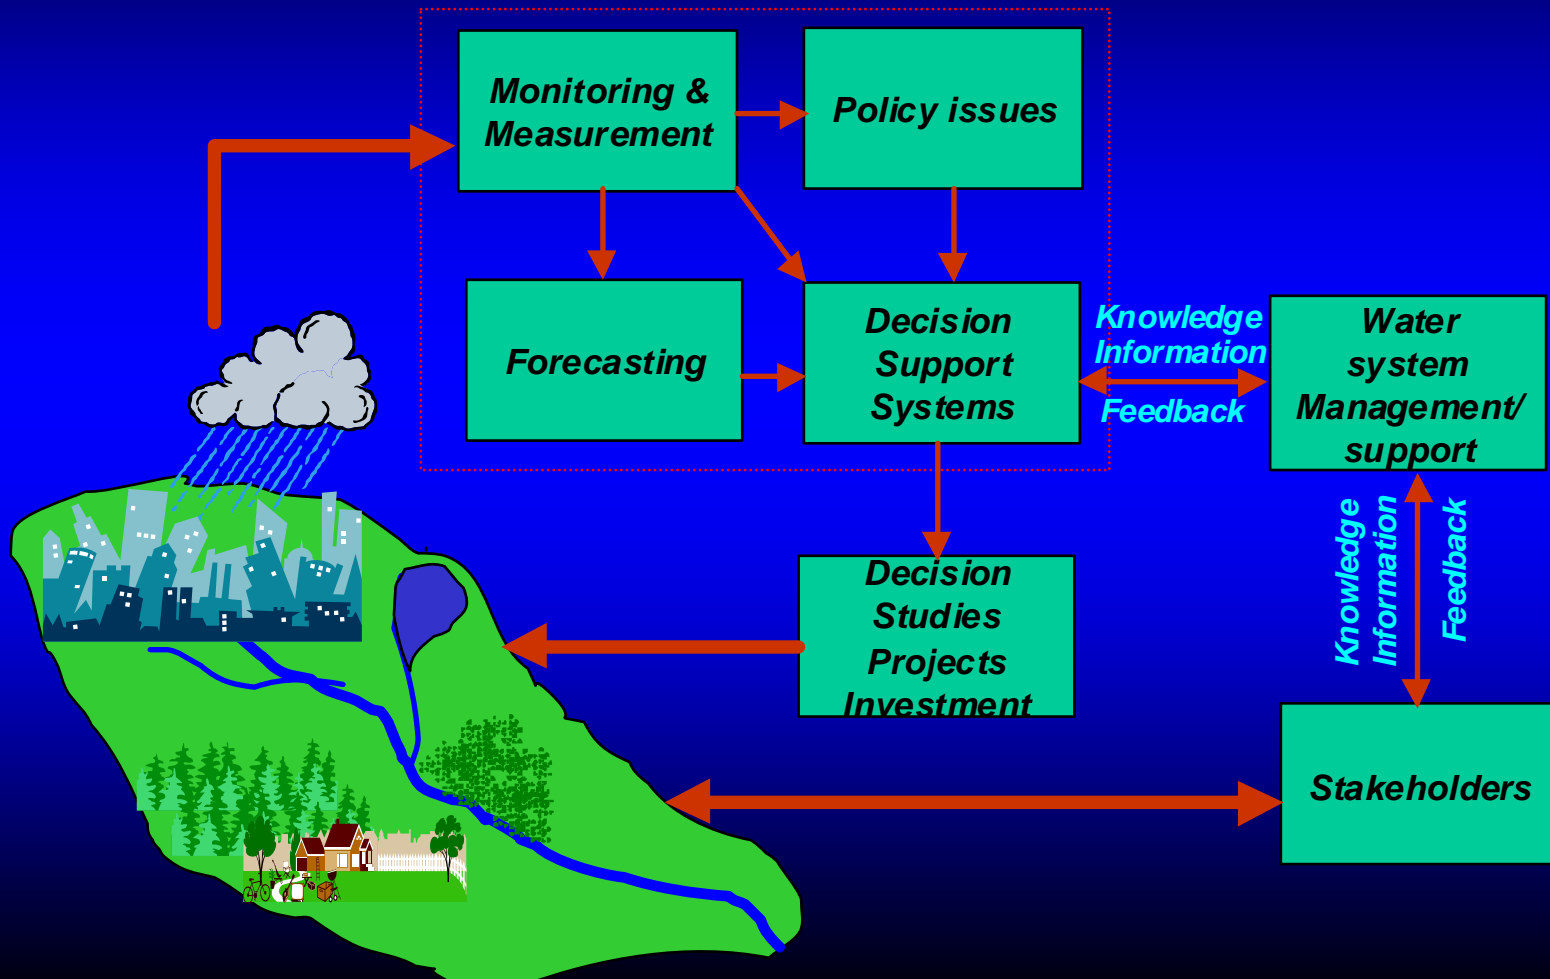 Monitoring &
Measurement
Policy issues
Forecasting
Decision
Support
Systems
Knowledge
Information
Feedback
Water
system
Management/
support
Knowledge
Information
Feedback
Decision
Studies
Projects
Investment
Stakeholders